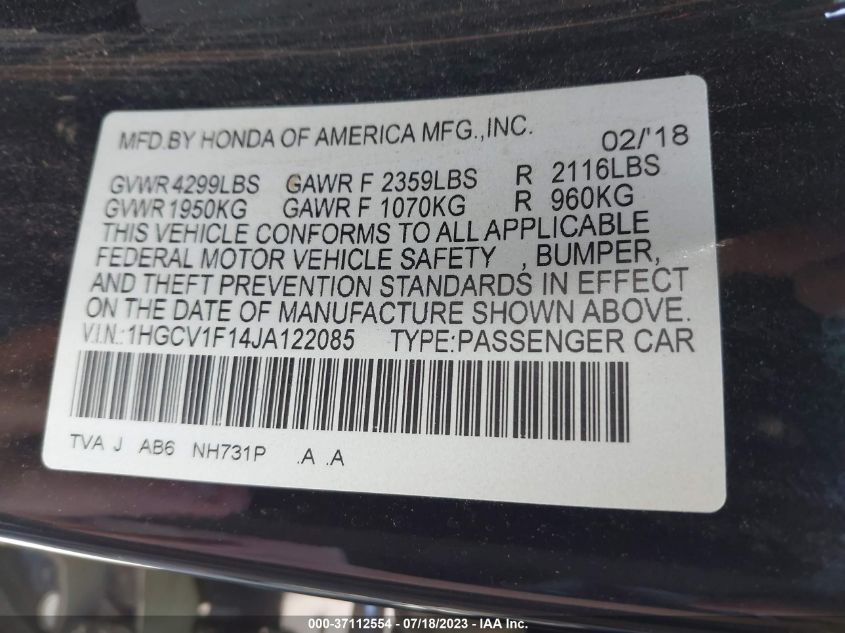 MFD.BY HONDA OF AMERICA MFG.,INC. 02/'18
GVWR 4299LBS GAWR F 2359LBS R 2116LBS
GVWR 1950KG GAWR F 1070KG R 960KG
THIS VEHICLE CONFORMS TO ALL APPLICABLE
FEDERAL MOTOR VEHICLE SAFETY , BUMPER,
AND THEFT PREVENTION STANDARDS IN EFFECT
ON THE DATE OF MANUFACTURE SHOWN ABOVE.
V.I.N.:1HGCV1F14JA122085 TYPE:PASSENGER CAR
TVA J AB6 NH731P .A .A
000-37112554 - 07/18/2023 - IAA Inc.